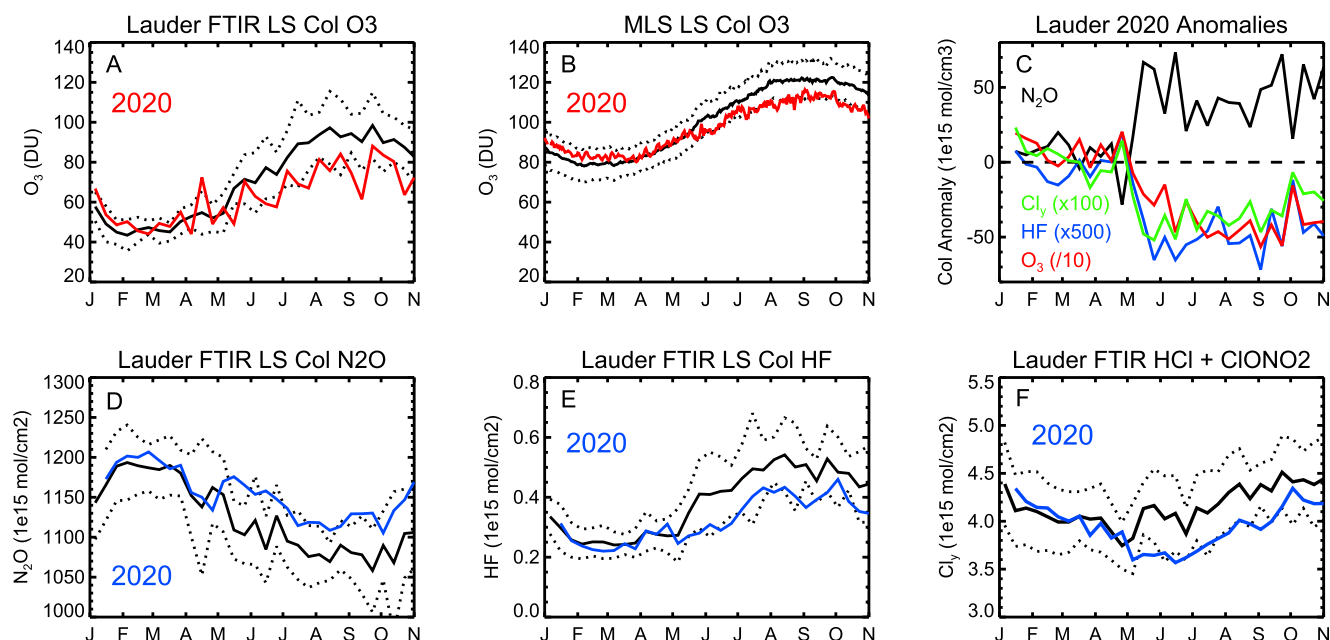 Lauder FTIR LS Col O3
MLS LS Col O3
Lauder 2020 Anomalies
A
2020
O3 (DU)
140
120
100
80
60
40
20
J F M A M J J A S O N
B
2020
O3 (DU)
140
120
100
80
60
40
20
J F M A M J J A S O N
C
N2O
Cly (x100)
HF (x500)
O3 (/10)
Col Anomaly (1e15 mol/cm3)
50
0
-50
J F M A M J J A S O N
Lauder FTIR LS Col N2O
Lauder FTIR LS Col HF
Lauder FTIR HCl + ClONO2
D
2020
N2O (1e15 mol/cm2)
1300
1250
1200
1150
1100
1050
1000
J F M A M J J A S O N
E
2020
HF (1e15 mol/cm2)
0.8
0.6
0.4
0.2
0.0
J F M A M J J A S O N
F
2020
Cly (1e15 mol/cm2)
5.5
5.0
4.5
4.0
3.5
3.0
J F M A M J J A S O N